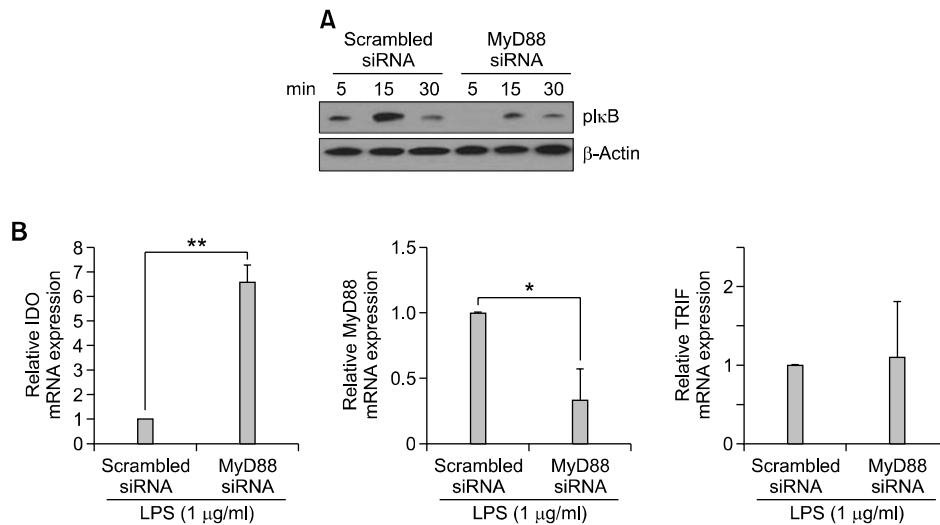 A
Scrambled
siRNA
MyD88
siRNA
min 5 15 30 5 15 30
pIκB
β-Actin
B
Relative IDO
mRNA expression
8
7
6
5
4
3
2
1
0
**
Scrambled
siRNA
MyD88
siRNA
LPS (1 μg/ml)
Relative MyD88
mRNA expression
1.5
1.0
0.5
0
*
Scrambled
siRNA
MyD88
siRNA
LPS (1 μg/ml)
Relative TRIF
mRNA expression
2
1
0
Scrambled
siRNA
MyD88
siRNA
LPS (1 μg/ml)